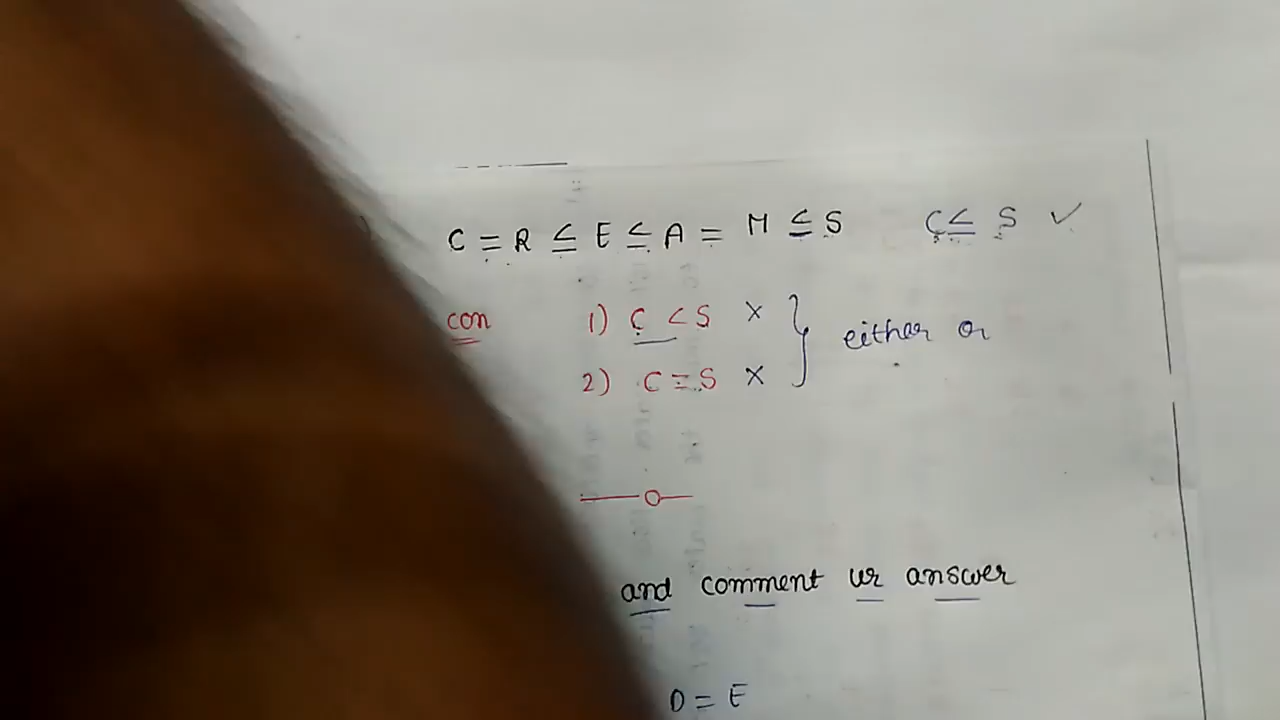 C = R ≤ E ≤ A = M ≤ S C ≤ S ✓
con 1) C < S ×
2) C = S ×
either or
and comment ur answer
D = E